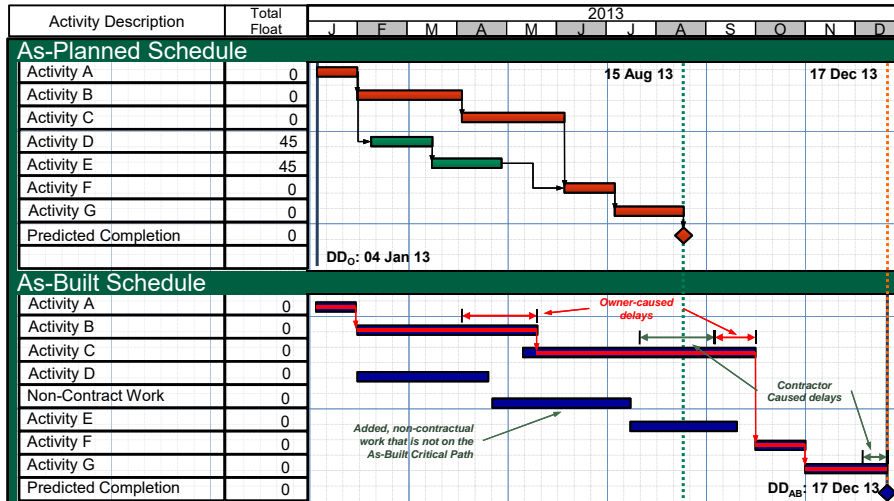 Activity Description Total Float 2013
J F M A M J J A S O N D
As-Planned Schedule
Activity A 0 15 Aug 13 17 Dec 13
Activity B 0
Activity C 0
Activity D 45
Activity E 45
Activity F 0
Activity G 0
Predicted Completion 0
DDO: 04 Jan 13
As-Built Schedule
Activity A 0 Owner-caused
delays
Activity B 0
Activity C 0
Activity D 0 Contractor
Caused delays
Non-Contract Work 0
Activity E 0 Added, non-contractual
work that is not on the
As-Built Critical Path
Activity F 0
Activity G 0
Predicted Completion 0 DDAB: 17 Dec 13